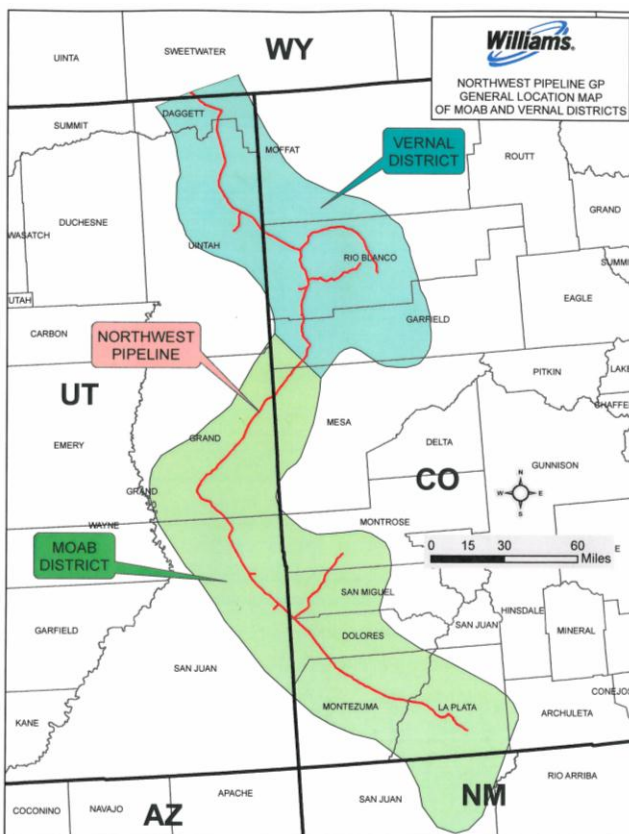 WY
UINTA
SWEETWATER
Williams.
NORTHWEST PIPELINE GP
GENERAL LOCATION MAP
OF MOAB AND VERNAL DISTRICTS
SUMMIT
DAGGETT
MOFFAT
VERNAL
DISTRICT
ROUTT
DUCHESNE
GRAND
WASATCH
UINTAH
RIO BLANCO
SUMMI
UTAH
EAGLE
CARBON
NORTHWEST
PIPELINE
GARFIELD
UT
PITKIN
LAKE
CHAFFE
MESA
EMERY
GRAND
DELTA
CO
GUNNISON
GRAND
N
W
E
S
WAYNE
MONTROSE
0 15 30 60
Miles
MOAB
DISTRICT
E
SAN MIGUEL
HINSDALE
SAN JUAN
MINERAL
GARFIELD
DOLORES
SAN JUAN
CONEJOS
KANE
MONTEZUMA
LA PLATA
ARCHULETA
RIO ARRIBA
APACHE
SAN JUAN
NM
COCONINO
NAVAJO
AZ